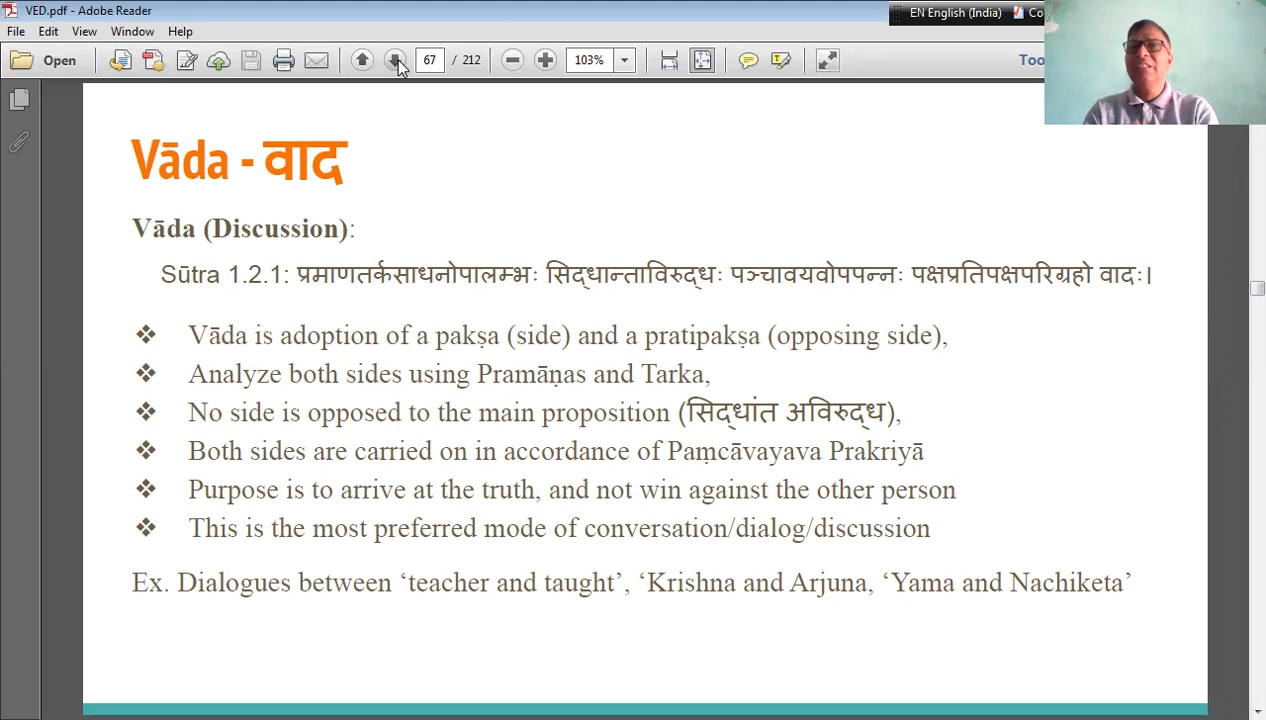 VED.pdf - Adobe Reader
EN English (India) Co
File Edit View Window Help
Open 67 / 212 103% Too
Vāda - वाद
Vāda (Discussion):
Sūtra 1.2.1: प्रमाणतर्कसाधनोपालम्भः सिद्धान्ताविरुद्धः पञ्चावयवोपपन्नः पक्षप्रतिपक्षपरिग्रहो वादः।
❖ Vāda is adoption of a pakṣa (side) and a pratipakṣa (opposing side),
❖ Analyze both sides using Pramāṇas and Tarka,
❖ No side is opposed to the main proposition (सिद्धांत अविरुद्ध),
❖ Both sides are carried on in accordance of Paṃcāvayava Prakriyā
❖ Purpose is to arrive at the truth, and not win against the other person
❖ This is the most preferred mode of conversation/dialog/discussion
Ex. Dialogues between ‘teacher and taught’, ‘Krishna and Arjuna, ‘Yama and Nachiketa’